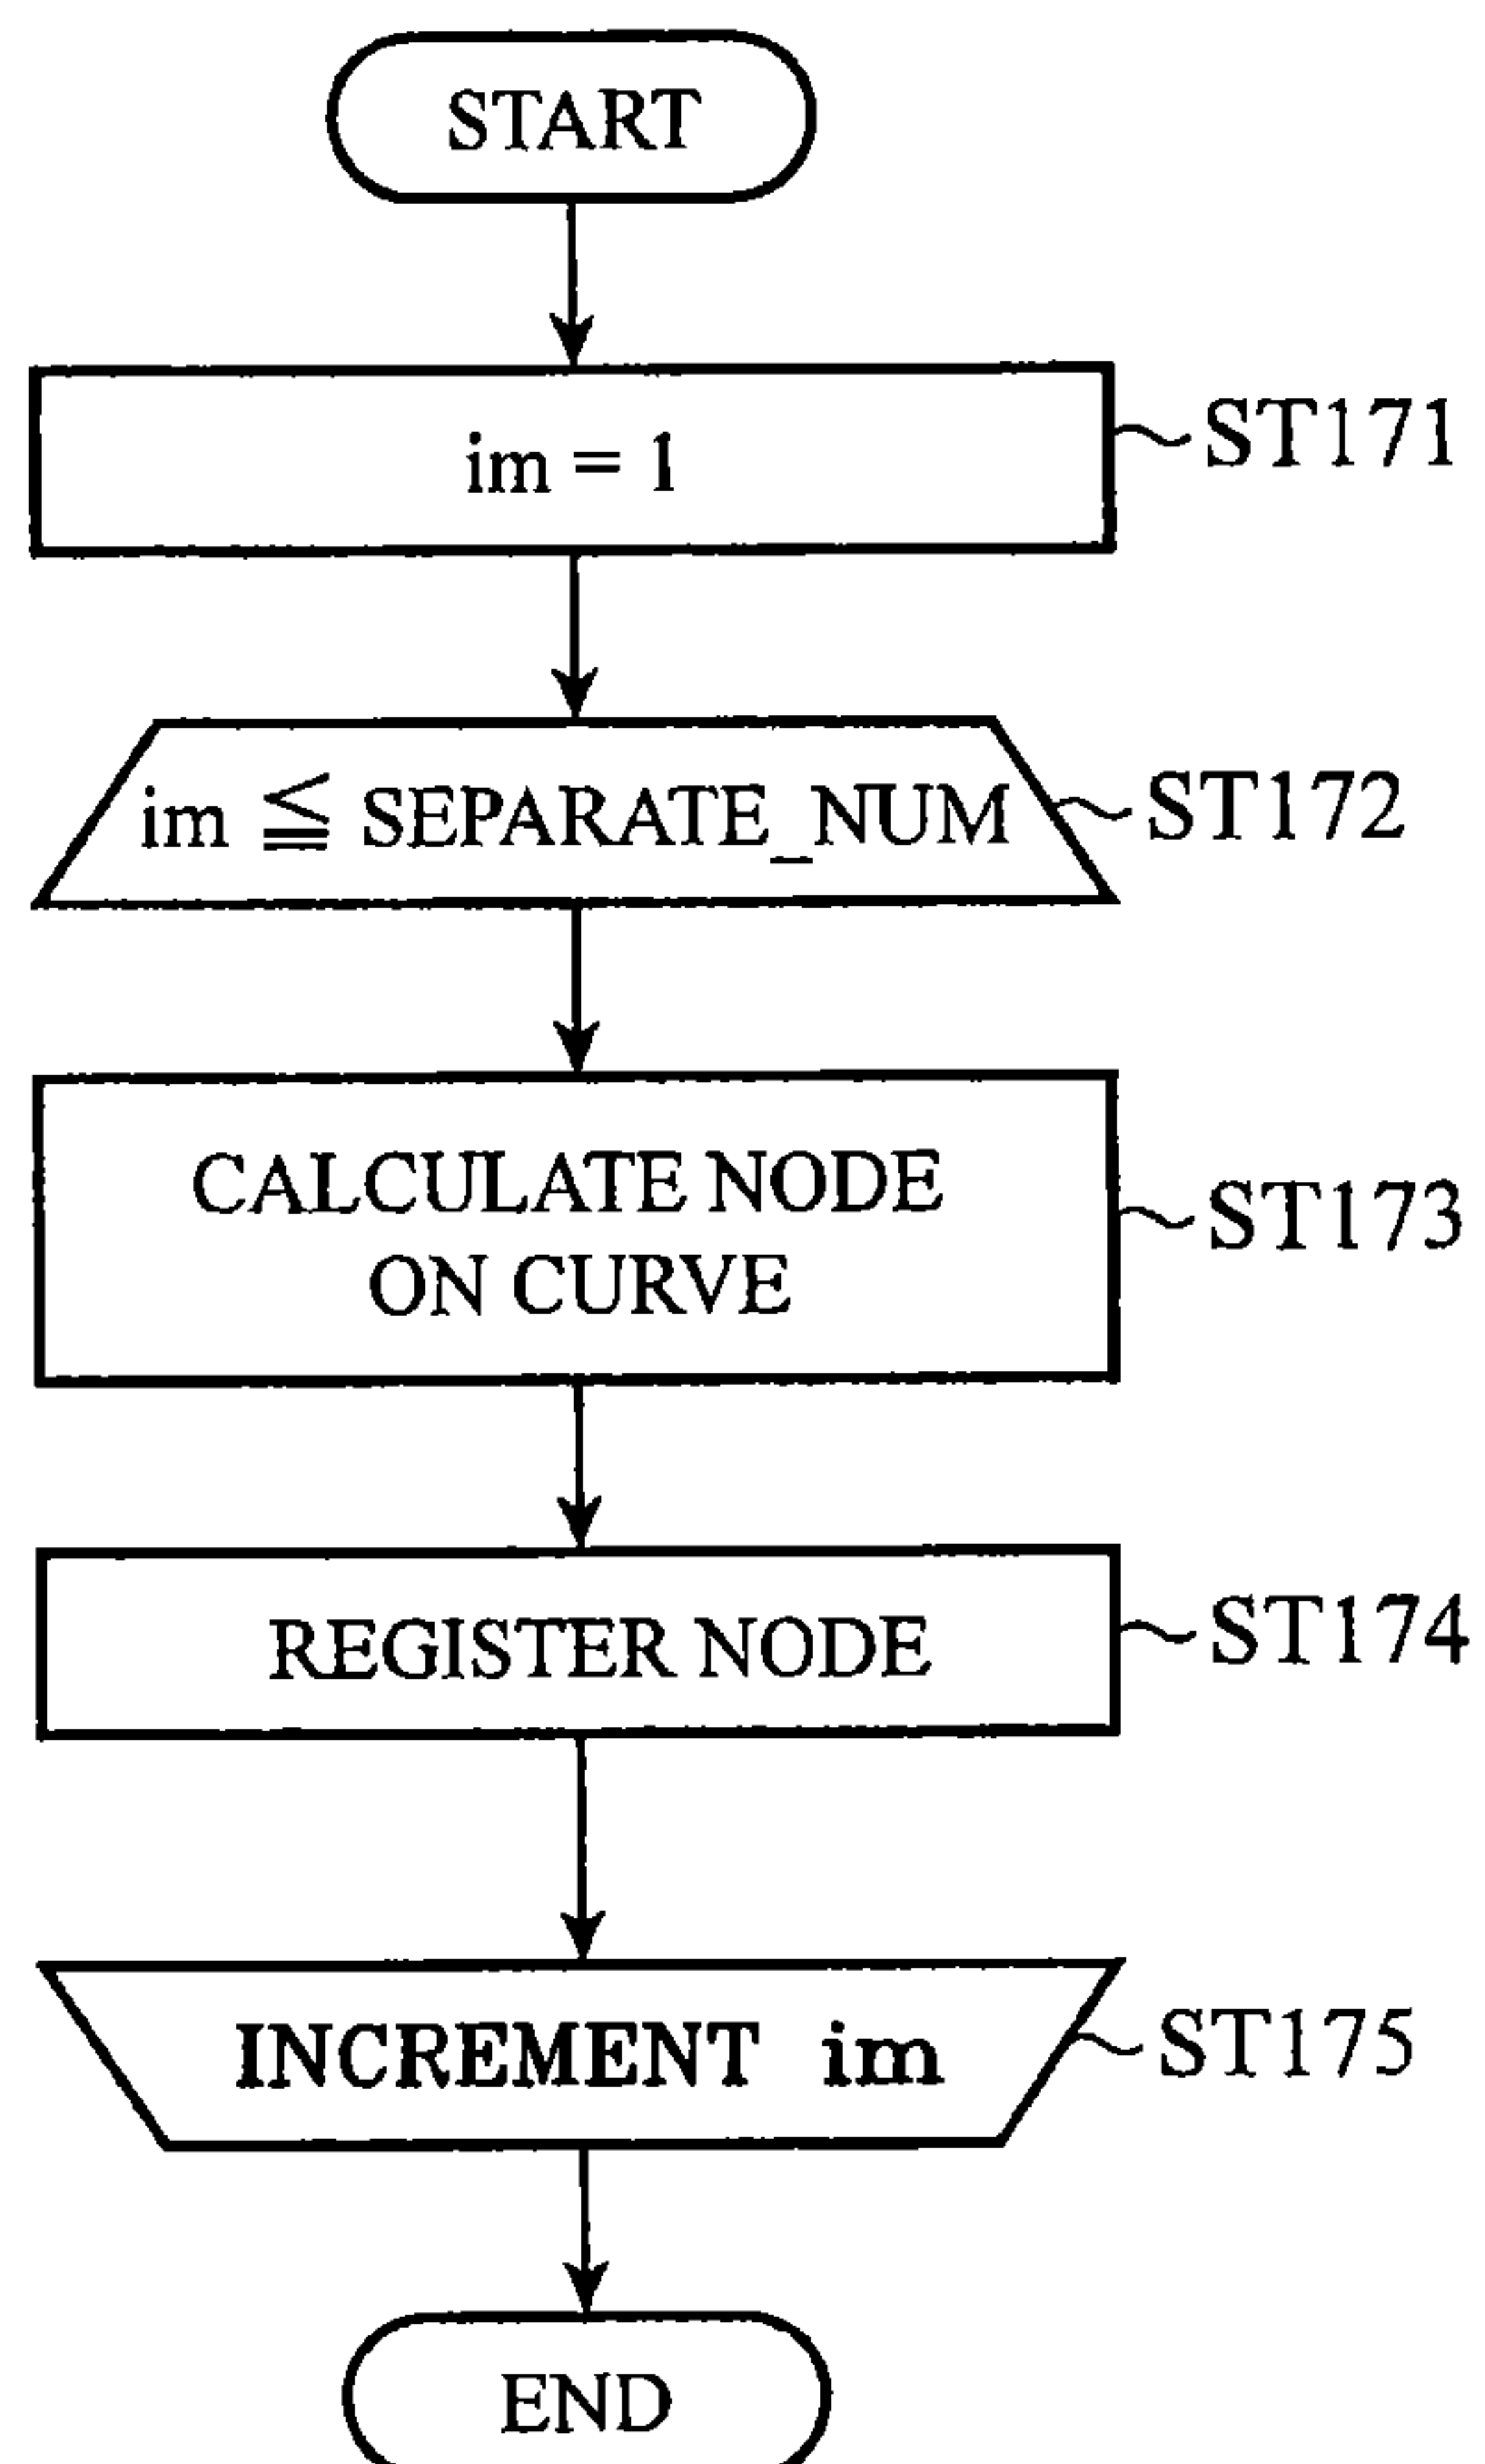 START
im = 1
ST171
im ≦ SEPARATE_NUM
ST172
CALCULATE NODE
ON CURVE
ST173
REGISTER NODE
ST174
INCREMENT im
ST175
END